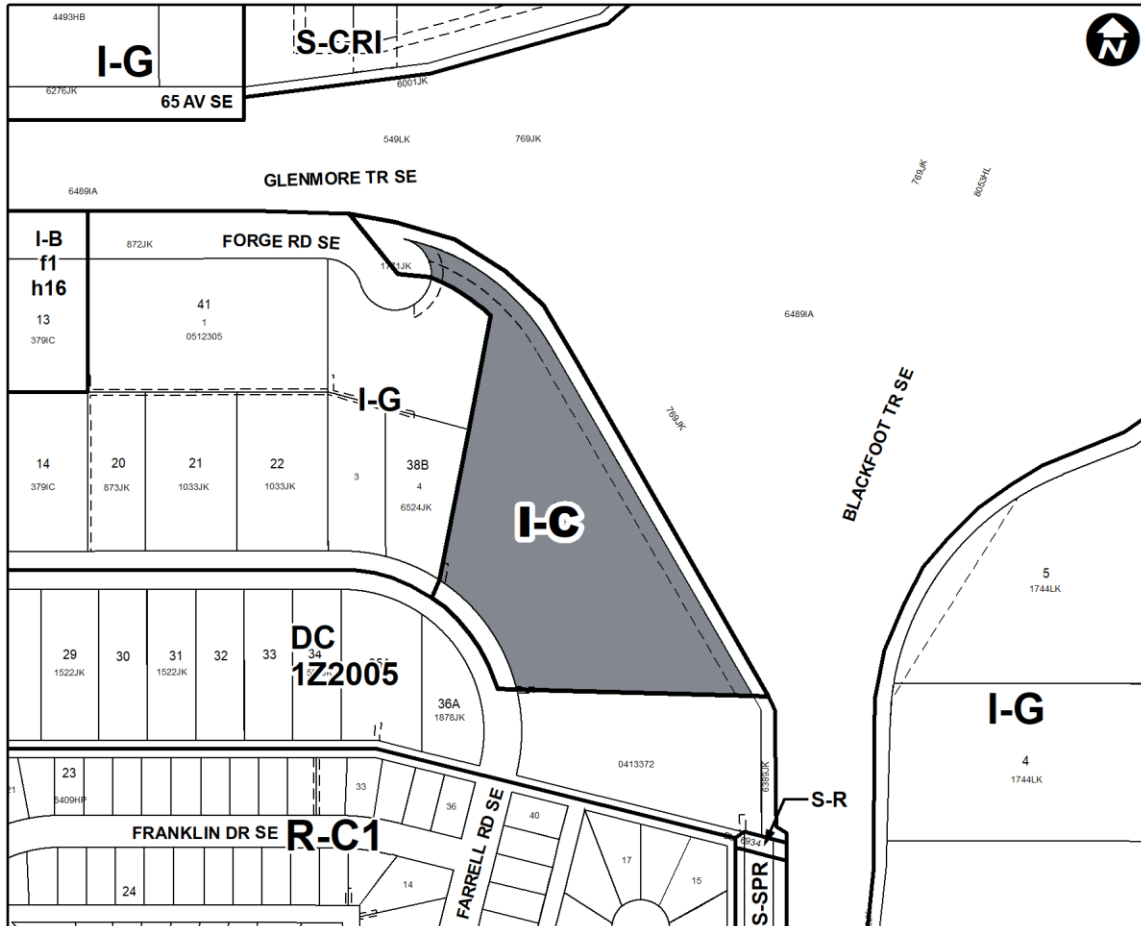 4493HB
I-G
S-CRI
N
6276JK
6001JK
65 AV SE
549LK
769JK
769JK
8053HL
GLENMORE TR SE
6489IA
I-B
f1
h16
13
379IC
872JK
FORGE RD SE
1771JK
41
1
0512305
6489IA
I-G
769JK
BLACKFOOT TR SE
14
379IC
20
873JK
21
1033JK
22
1033JK
3
38B
4
6524JK
I-C
5
1744LK
DC
1Z2005
29
1522JK
30
31
1522JK
32
33
34
36A
1878JK
I-G
4
1744LK
0413372
6389JK
23
33
36
40
S-R
6934
FRANKLIN DR SE
R-C1
FARRELL RD SE
17
15
14
24
S-SPR